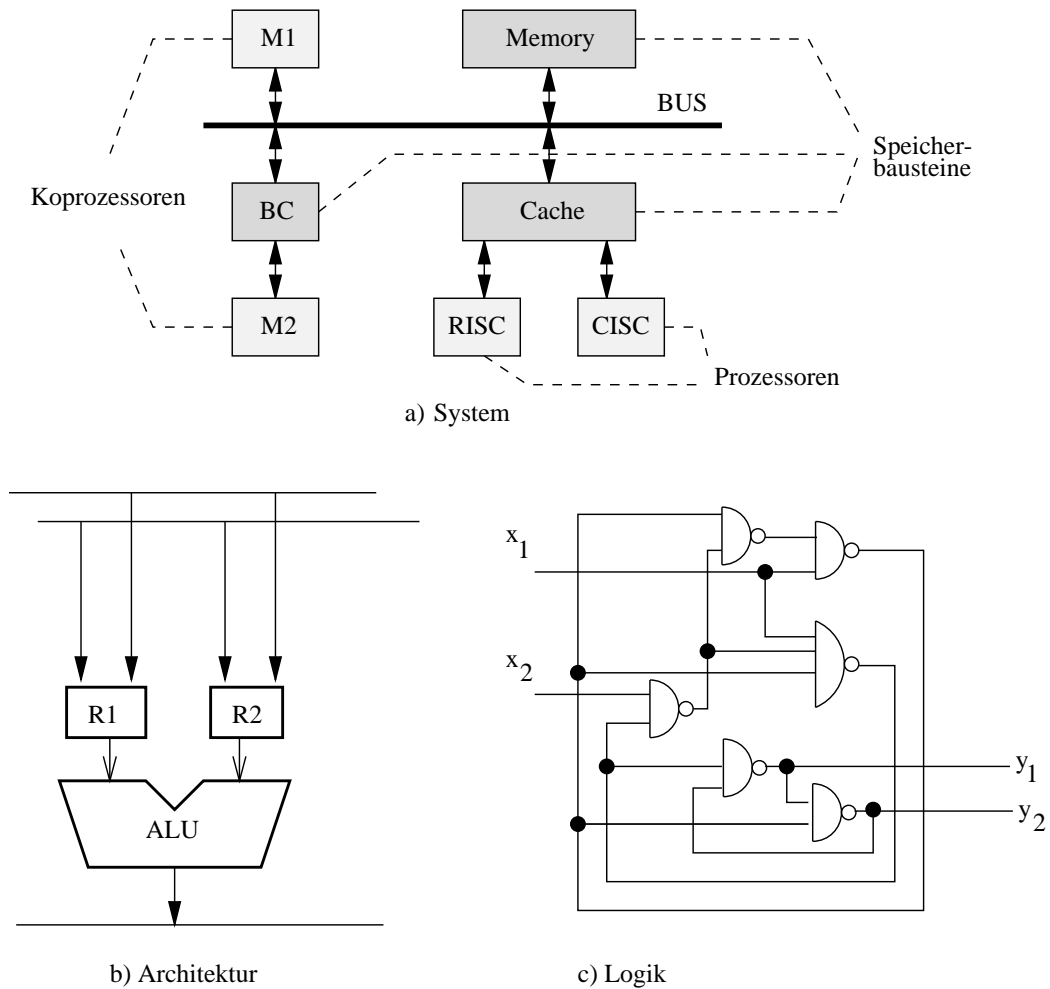 M1
Memory
BUS
Speicher-
bausteine
Koprozessoren
BC
Cache
M2
RISC
CISC
Prozessoren
a) System
x1
x2
R1
R2
ALU
y1
y2
b) Architektur
c) Logik